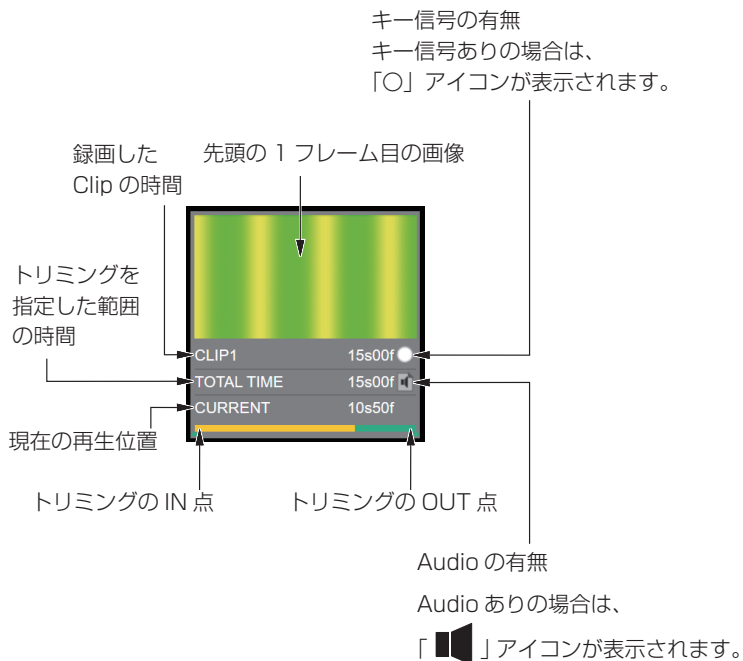 キー信号の有無
キー信号ありの場合は、
「○」アイコンが表示されます。
録画した
Clip の時間
先頭の 1 フレーム目の画像
トリミングを
指定した範囲
の時間
CLIP1 15s00f
TOTAL TIME 15s00f
CURRENT 10s50f
現在の再生位置
トリミングの IN 点
トリミングの OUT 点
Audio の有無
Audio ありの場合は、
「 」アイコンが表示されます。